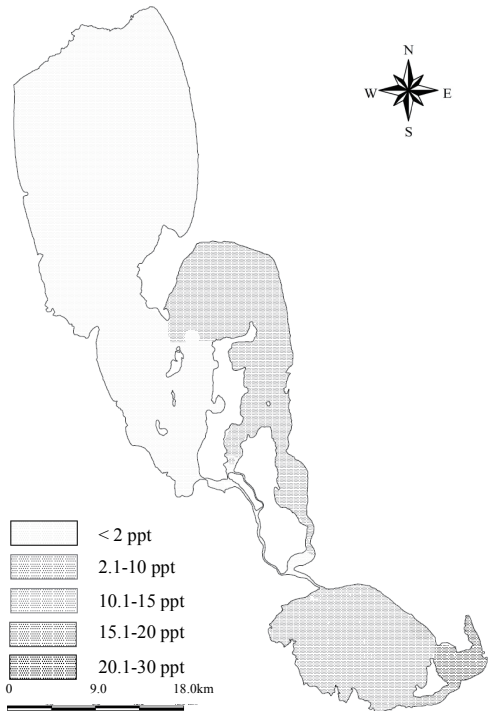 N
W E
S
< 2 ppt
2.1-10 ppt
10.1-15 ppt
15.1-20 ppt
20.1-30 ppt
0 9.0 18.0km